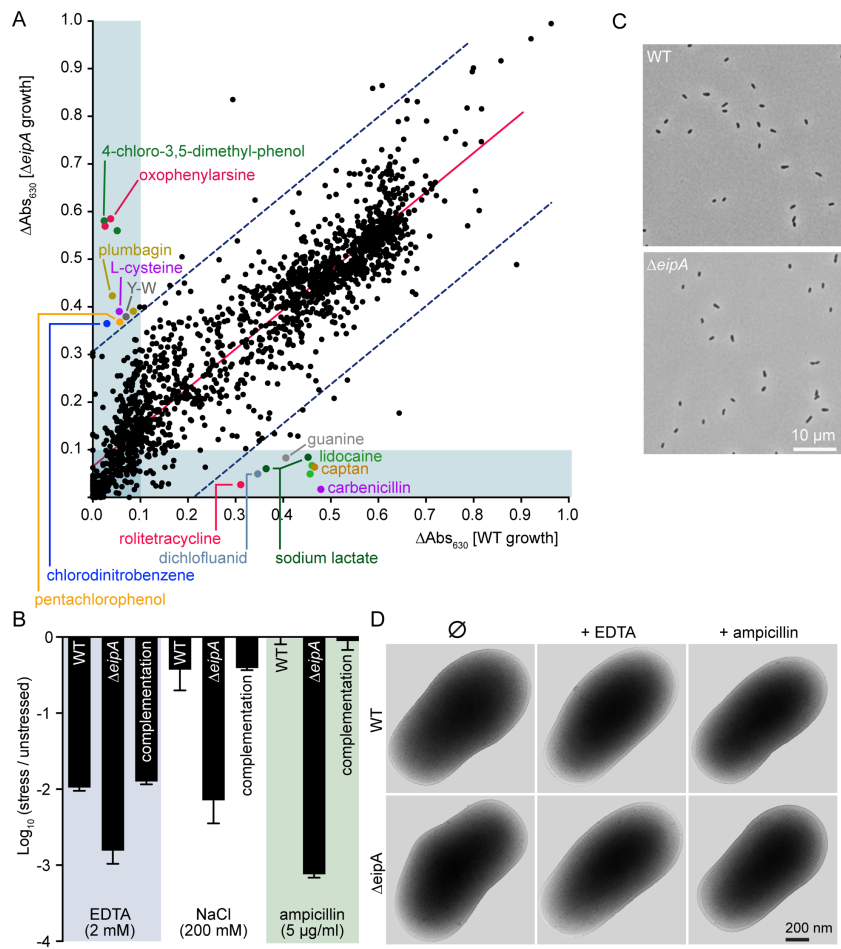 A
1.0
0.9
0.8
0.7
0.6
0.5
0.4
0.3
0.2
0.1
ΔAbs₆₃₀ [ΔeipA growth]
4-chloro-3,5-dimethyl-phenol
oxophenylarsine
plumbagin
L-cysteine
Y-W
guanine
lidocaine
captan
carbenicillin
0.0 0.1 0.2 0.3 0.4 0.5 0.6 0.7 0.8 0.9 1.0
rolitetracycline
ΔAbs₆₃₀ [WT growth]
dichlofluanid
sodium lactate
chlorodinitrobenzene
pentachlorophenol
C
WT
ΔeipA
10 µm
B
0
-1
-2
-3
-4
Log₁₀ (stress / unstressed)
WT
ΔeipA
complementation
WT
ΔeipA
complementation
WT
ΔeipA
complementation
EDTA
(2 mM)
NaCl
(200 mM)
ampicillin
(5 µg/ml)
D
∅
+ EDTA
+ ampicillin
WT
ΔeipA
200 nm